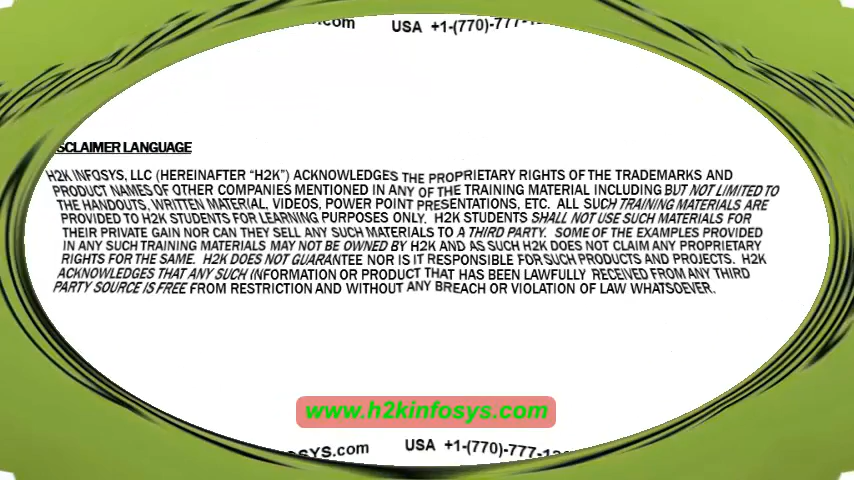 .com USA +1-(770)-777-
SCLAIMER LANGUAGE
H2K INFOSYS, LLC (HEREINAFTER “H2K”) ACKNOWLEDGES THE PROPRIETARY RIGHTS OF THE TRADEMARKS AND
PRODUCT NAMES OF OTHER COMPANIES MENTIONED IN ANY OF THE TRAINING MATERIAL INCLUDING BUT NOT LIMITED TO
THE HANDOUTS, WRITTEN MATERIAL, VIDEOS, POWER POINT PRESENTATIONS, ETC. ALL SUCH TRAINING MATERIALS ARE
PROVIDED TO H2K STUDENTS FOR LEARNING PURPOSES ONLY. H2K STUDENTS SHALL NOT USE SUCH MATERIALS FOR
THEIR PRIVATE GAIN NOR CAN THEY SELL ANY SUCH MATERIALS TO A THIRD PARTY. SOME OF THE EXAMPLES PROVIDED
IN ANY SUCH TRAINING MATERIALS MAY NOT BE OWNED BY H2K AND AS SUCH H2K DOES NOT CLAIM ANY PROPRIETARY
RIGHTS FOR THE SAME. H2K DOES NOT GUARANTEE NOR IS IT RESPONSIBLE FOR SUCH PRODUCTS AND PROJECTS. H2K
ACKNOWLEDGES THAT ANY SUCH INFORMATION OR PRODUCT THAT HAS BEEN LAWFULLY RECEIVED FROM ANY THIRD
PARTY SOURCE IS FREE FROM RESTRICTION AND WITHOUT ANY BREACH OR VIOLATION OF LAW WHATSOEVER.
www.h2kinfosys.com
OSYS.com USA +1-(770)-777-